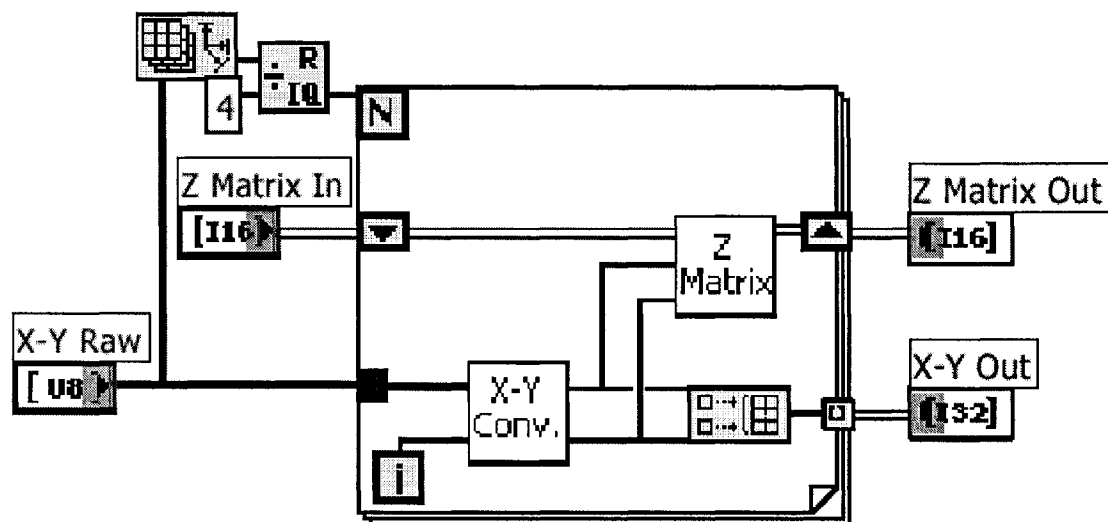 R
IQ
4
N
Z Matrix In
[I16]
Z
Matrix
Z Matrix Out
[I16]
X-Y Raw
[U8]
X-Y
Conv.
i
X-Y Out
[I32]